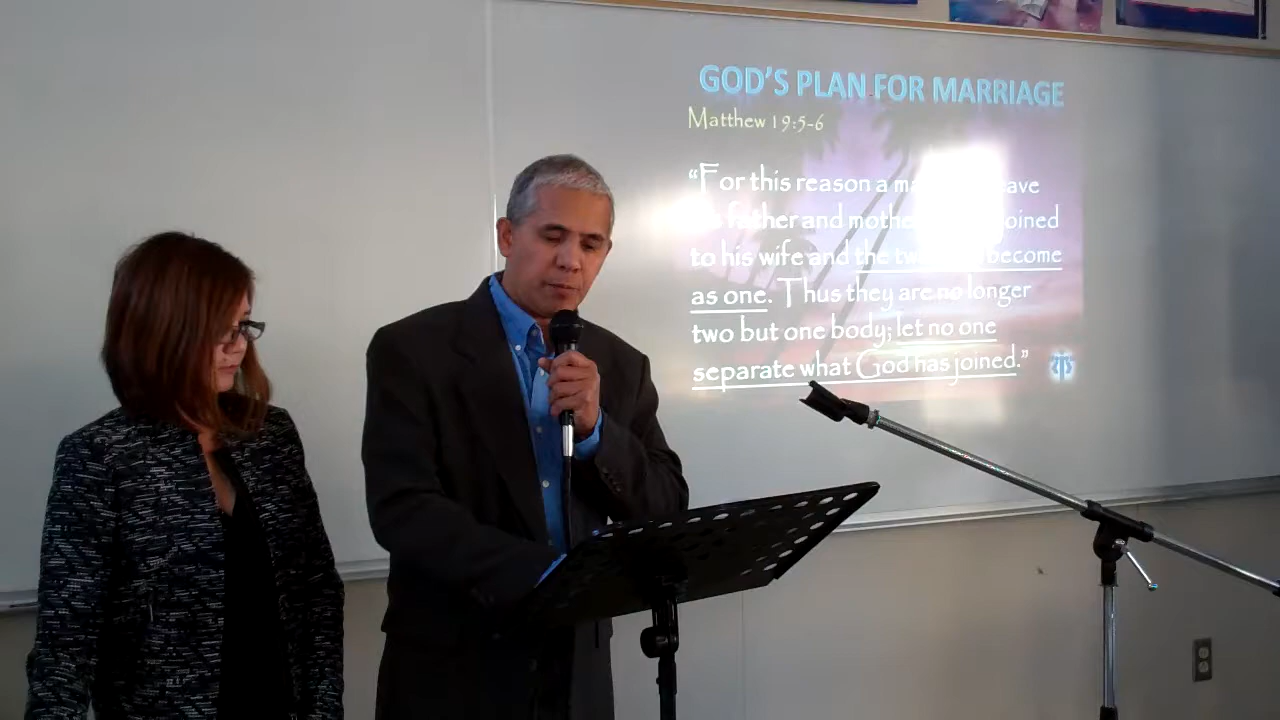 GOD'S PLAN FOR MARRIAGE
Matthew 19:5-6
“For this reason a
father and
to his wife and the become
as one. Thus they are no longer
two but one body; let no one
separate what God has joined.”